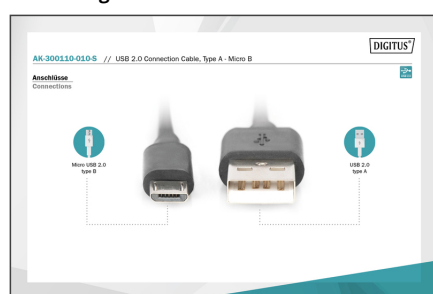 DIGITUS®
AK-300110-010-S // USB 2.0 Connection Cable, Type A - Micro B
Anschlüsse
Connections
Micro USB 2.0
type B
USB 2.0
type A